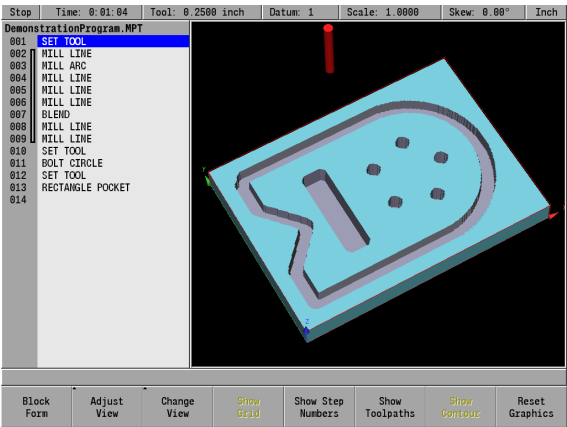 Stop Time: 0:01:04 Tool: 0.2500 inch Datum: 1 Scale: 1.0000 Skew: 0.00° Inch
DemonstrationProgram.MPT
001 SET TOOL
002 MILL LINE
003 MILL ARC
004 MILL LINE
005 MILL LINE
006 MILL LINE
007 BLEND
008 MILL LINE
009 MILL LINE
010 SET TOOL
011 BOLT CIRCLE
012 SET TOOL
013 RECTANGLE POCKET
014
Y
Z
Block Form
Adjust View
Change View
Show Grid
Show Step Numbers
Show Toolpaths
Show Contour
Reset Graphics